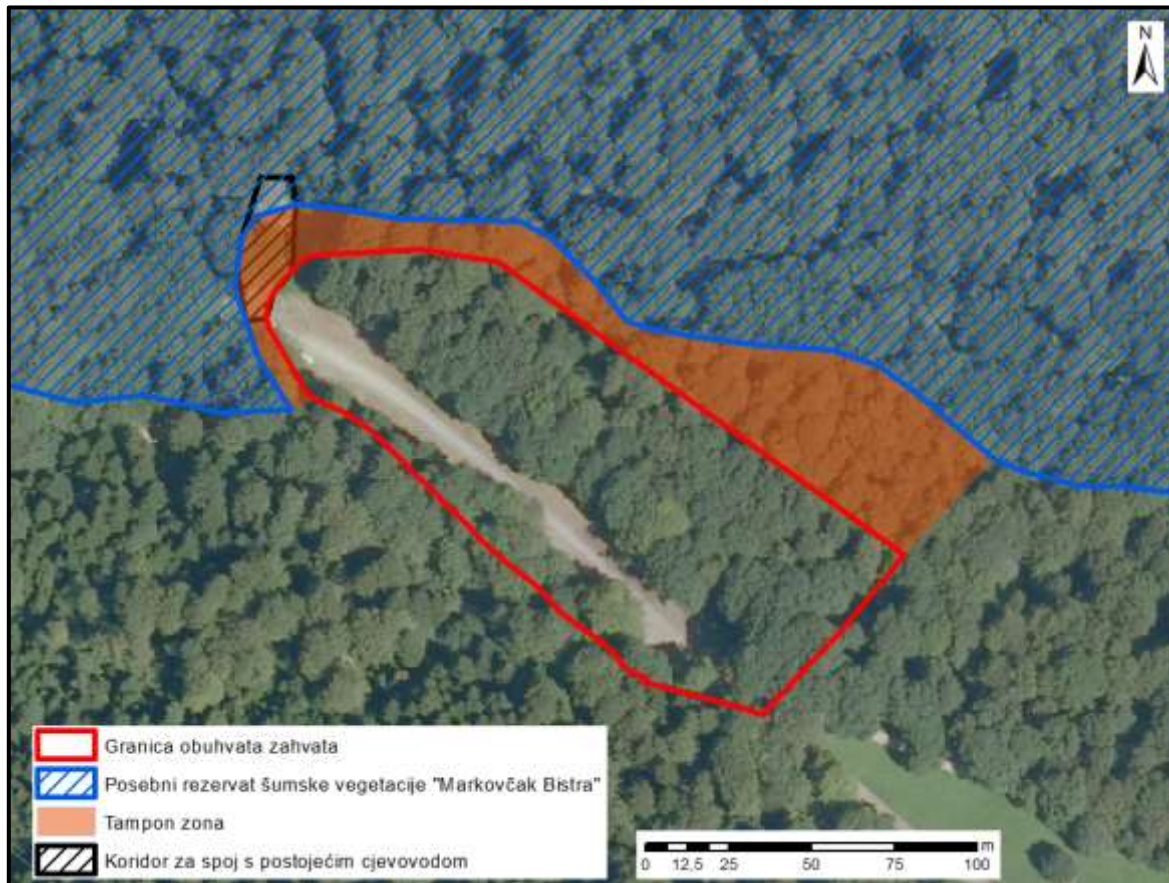 N
Granica obuhvata zahvata
Posebni rezervat šumske vegetacije "Markovčak Bistra"
Tampon zona
Koridor za spoj s postojećim cjevovodom
m
0 12,5 25 50 75 100